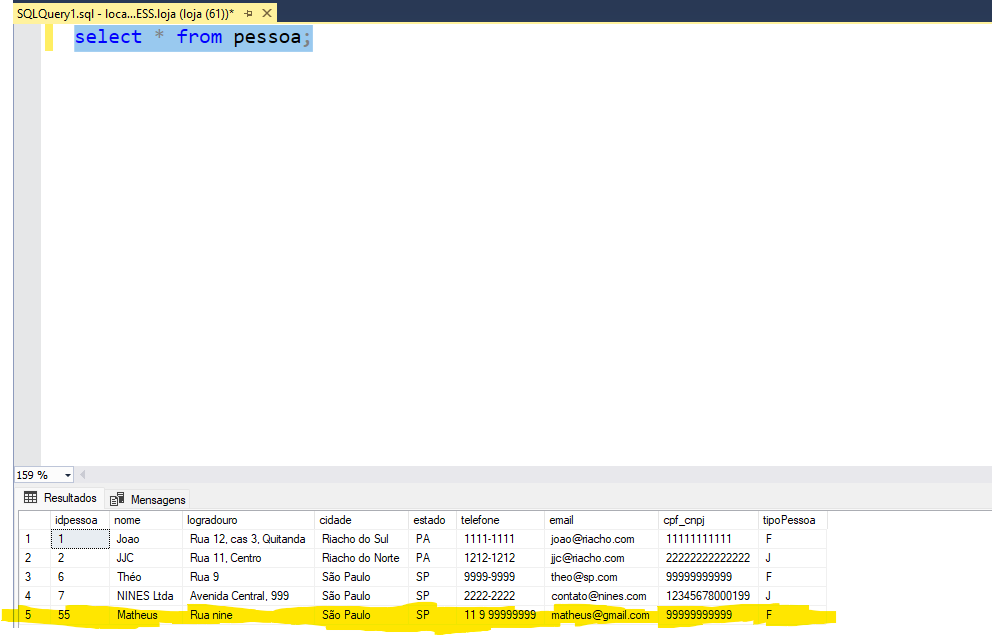 SQLQuery1.sql - loca...ESS.loja (loja (61))*
select * from pessoa;
159 %
Resultados Mensagens
idpessoa nome logradouro cidade estado telefone email cpf_cnpj tipoPessoa
1 1 Joao Rua 12, cas 3, Quitanda Riacho do Sul PA 1111-1111 joao@riacho.com 11111111111 F
2 2 JJC Rua 11, Centro Riacho do Norte PA 1212-1212 jjc@riacho.com 22222222222222 J
3 6 Théo Rua 9 São Paulo SP 9999-9999 theo@sp.com 99999999999 F
4 7 NINES Ltda Avenida Central, 999 São Paulo SP 2222-2222 contato@nines.com 12345678000199 J
5 55 Matheus Rua nine São Paulo SP 11 9 99999999 matheus@gmail.com 99999999999 F